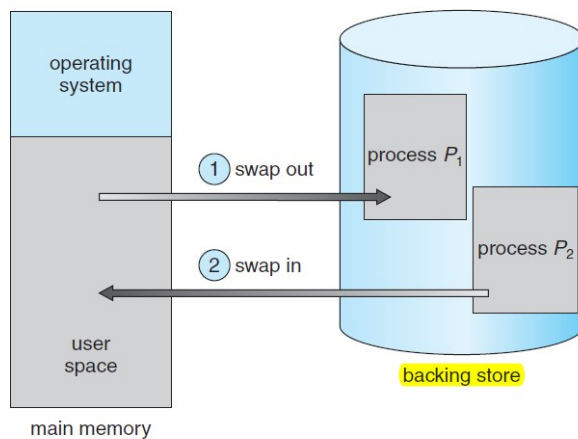 operating
system
1 swap out
process P1
2 swap in
process P2
user
space
backing store
main memory